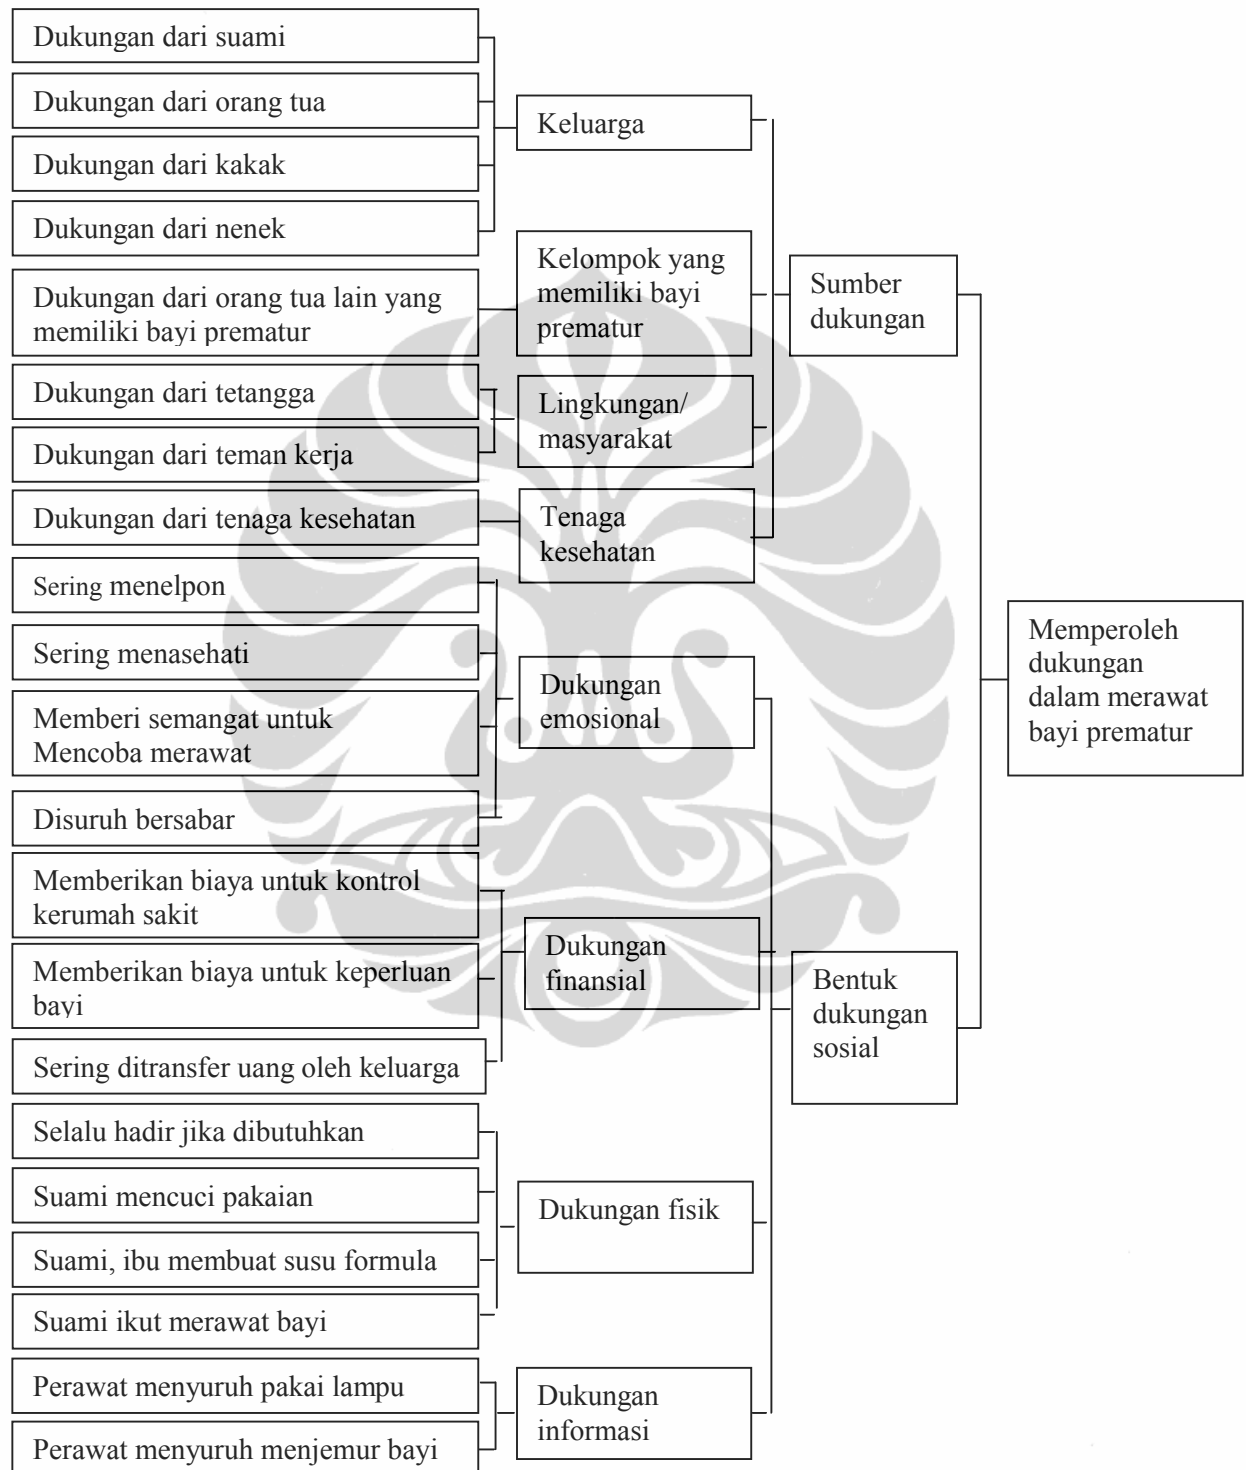 Dukungan dari suami
Dukungan dari orang tua
Dukungan dari kakak
Dukungan dari nenek
Dukungan dari orang tua lain yang
memiliki bayi prematur
Dukungan dari tetangga
Dukungan dari teman kerja
Dukungan dari tenaga kesehatan
Sering menelpon
Sering menasehati
Memberi semangat untuk
Mencoba merawat
Disuruh bersabar
Memberikan biaya untuk kontrol
kerumah sakit
Memberikan biaya untuk keperluan
bayi
Sering ditransfer uang oleh keluarga
Selalu hadir jika dibutuhkan
Suami mencuci pakaian
Suami, ibu membuat susu formula
Suami ikut merawat bayi
Perawat menyuruh pakai lampu
Perawat menyuruh menjemur bayi
Keluarga
Kelompok yang
memiliki bayi
prematur
Lingkungan/
masyarakat
Tenaga
kesehatan
Dukungan
emosional
Dukungan
finansial
Dukungan fisik
Dukungan
informasi
Sumber
dukungan
Bentuk
dukungan
sosial
Memperoleh
dukungan
dalam merawat
bayi prematur